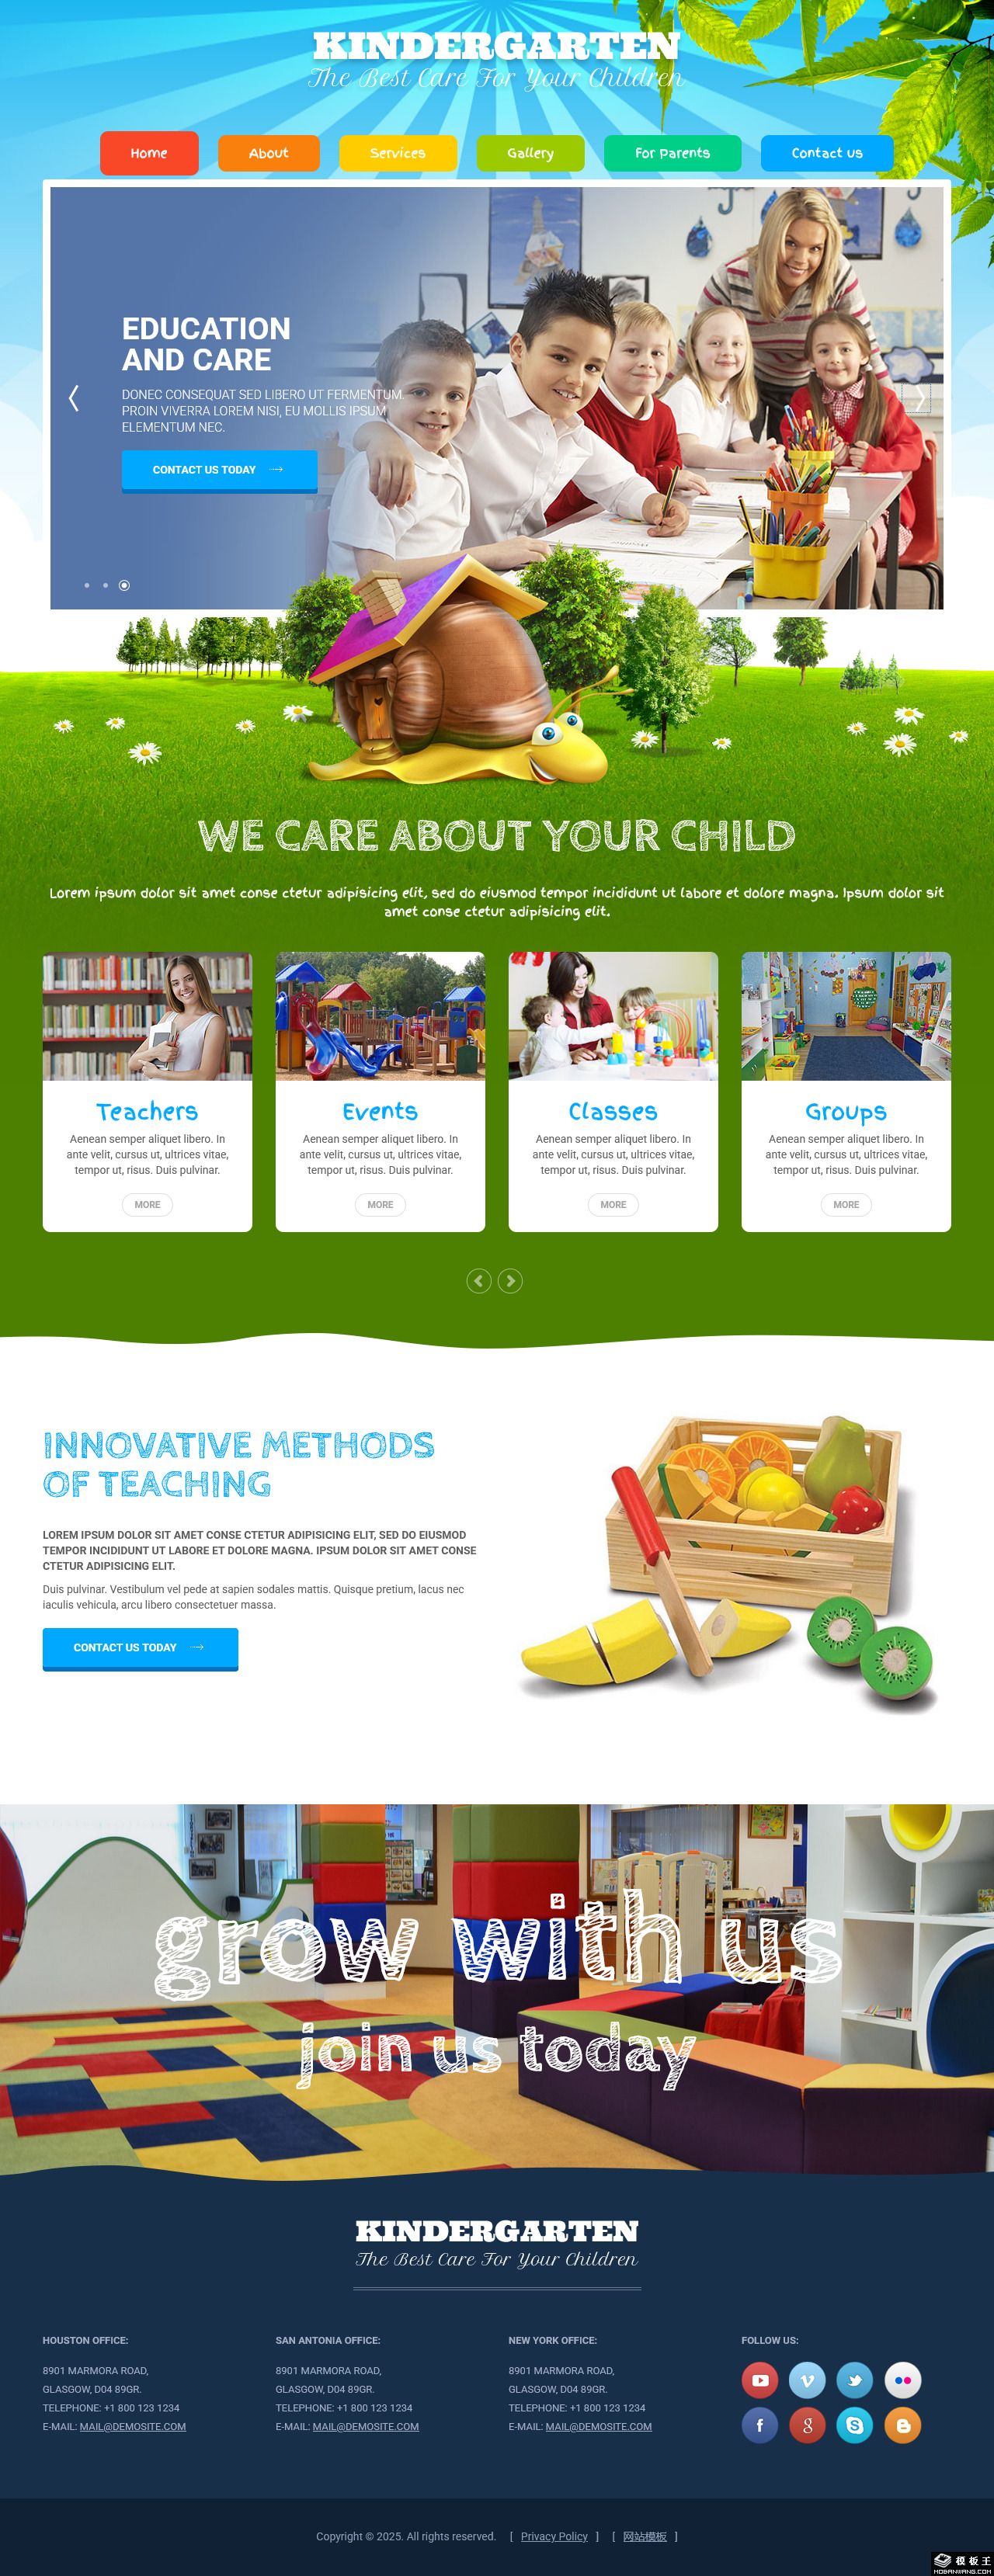 KINDERGARTEN
The Best Care For Your Children
Home
About
Services
Gallery
For Parents
Contact us
EDUCATION
AND CARE
DONEC CONSEQUAT SED LIBERO UT FERMENTUM.
PROIN VIVERRA LOREM NISI, EU MOLLIS IPSUM
ELEMENTUM NEC.
CONTACT US TODAY
WE CARE ABOUT YOUR CHILD
Lorem ipsum dolor sit amet conse ctetur adipisicing elit, sed do eiusmod tempor incididunt ut labore et dolore magna. Ipsum dolor sit
amet conse ctetur adipisicing elit.
Teachers
Aenean semper aliquet libero. In
ante velit, cursus ut, ultrices vitae,
tempor ut, risus. Duis pulvinar.
MORE
Events
Aenean semper aliquet libero. In
ante velit, cursus ut, ultrices vitae,
tempor ut, risus. Duis pulvinar.
MORE
Classes
Aenean semper aliquet libero. In
ante velit, cursus ut, ultrices vitae,
tempor ut, risus. Duis pulvinar.
MORE
Groups
Aenean semper aliquet libero. In
ante velit, cursus ut, ultrices vitae,
tempor ut, risus. Duis pulvinar.
MORE
INNOVATIVE METHODS
OF TEACHING
LOREM IPSUM DOLOR SIT AMET CONSE CTETUR ADIPISICING ELIT, SED DO EIUSMOD
TEMPOR INCIDIDUNT UT LABORE ET DOLORE MAGNA. IPSUM DOLOR SIT AMET CONSE
CTETUR ADIPISICING ELIT.
Duis pulvinar. Vestibulum vel pede at sapien sodales mattis. Quisque pretium, lacus nec
iaculis vehicula, arcu libero consectetuer massa.
CONTACT US TODAY
grow with us
join us today
KINDERGARTEN
The Best Care For Your Children
HOUSTON OFFICE:
8901 MARMORA ROAD,
GLASGOW, D04 89GR.
TELEPHONE: +1 800 123 1234
E-MAIL: MAIL@DEMOSITE.COM
SAN ANTONIA OFFICE:
8901 MARMORA ROAD,
GLASGOW, D04 89GR.
TELEPHONE: +1 800 123 1234
E-MAIL: MAIL@DEMOSITE.COM
NEW YORK OFFICE:
8901 MARMORA ROAD,
GLASGOW, D04 89GR.
TELEPHONE: +1 800 123 1234
E-MAIL: MAIL@DEMOSITE.COM
FOLLOW US:
Copyright © 2025. All rights reserved. [ Privacy Policy ] [ 网站模板 ]
模板王
MOBANWANG.COM